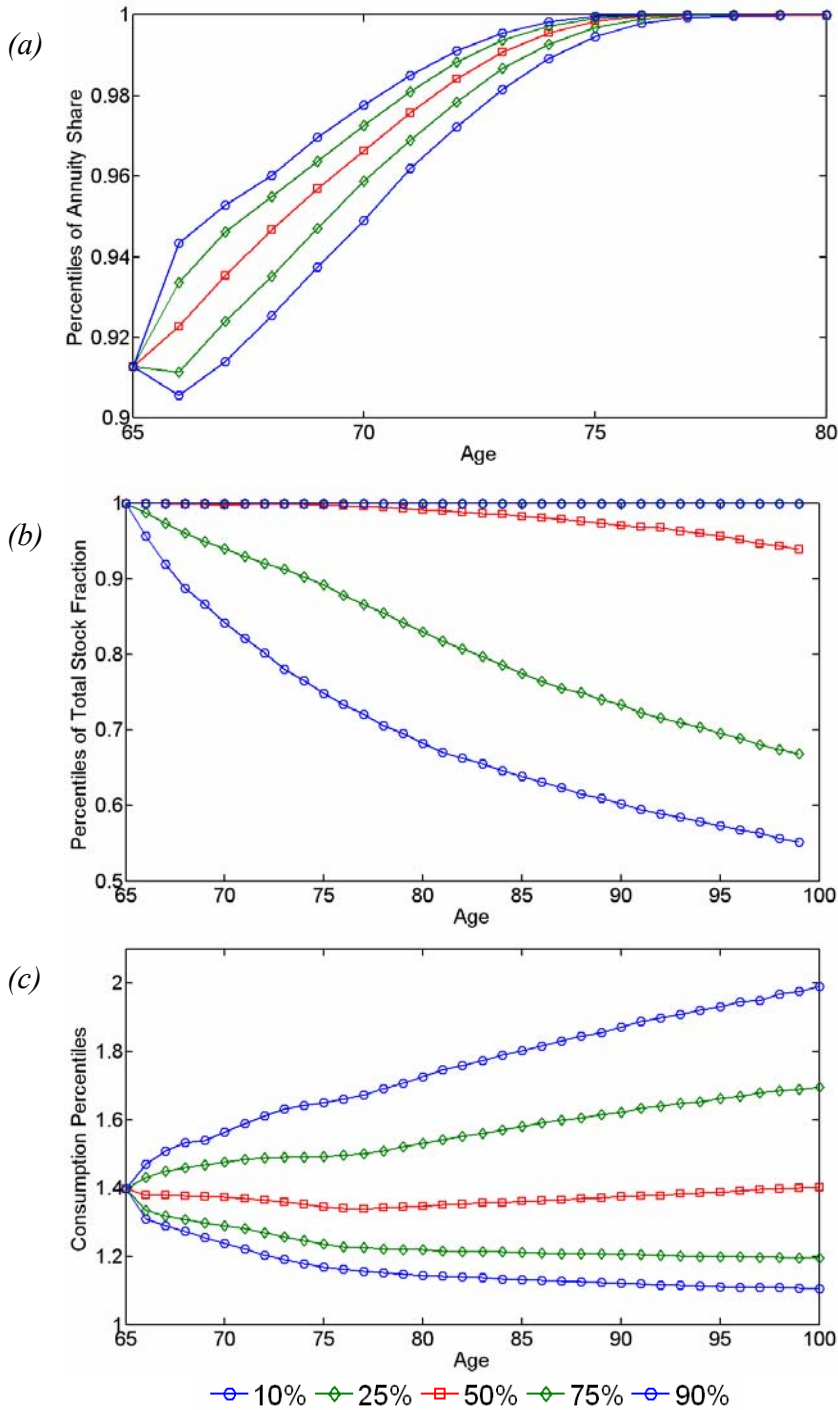 (a)
Percentiles of Annuity Share
1
0.98
0.96
0.94
0.92
0.9
65 70 75 80
Age
(b)
Percentiles of Total Stock Fraction
1
0.9
0.8
0.7
0.6
0.5
65 70 75 80 85 90 95 100
Age
(c)
Consumption Percentiles
2
1.8
1.6
1.4
1.2
1
65 70 75 80 85 90 95 100
Age
10% 25% 50% 75% 90%